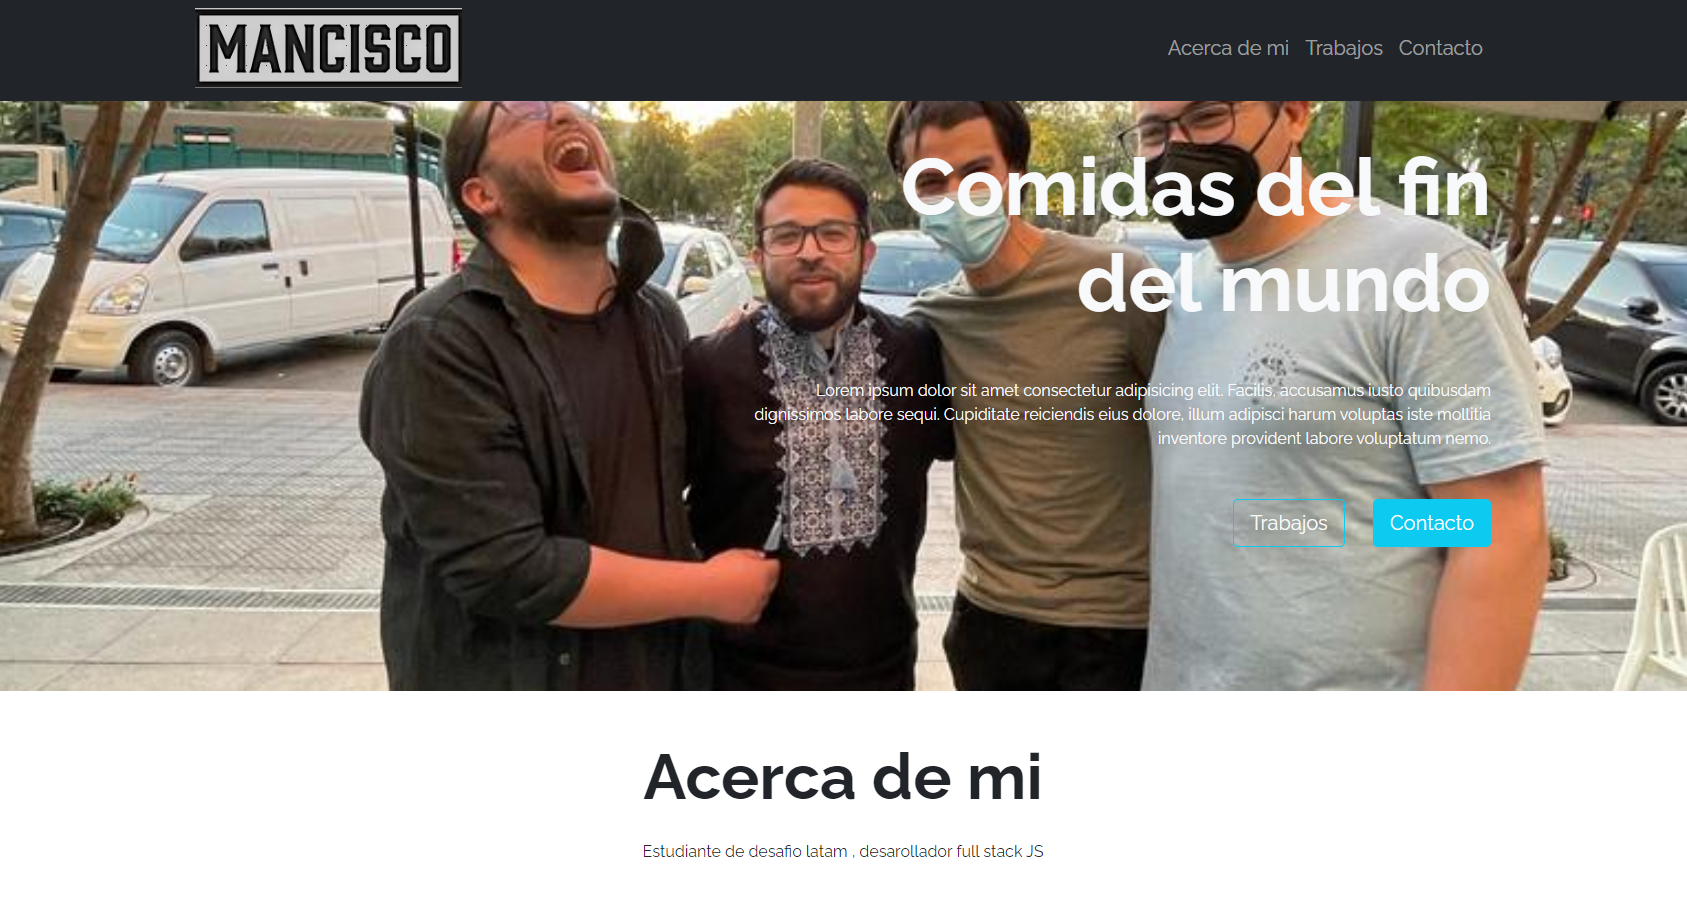 MANCISCO
Acerca de mi Trabajos Contacto
Comidas del fin
del mundo
Lorem ipsum dolor sit amet consectetur adipisicing elit. Facilis, accusamus iusto quibusdam
dignissimos labore sequi. Cupiditate reiciendis eius dolore, illum adipisci harum voluptas iste mollitia
inventore provident labore voluptatum nemo.
Trabajos Contacto
Acerca de mi
Estudiante de desafio latam , desarollador full stack JS